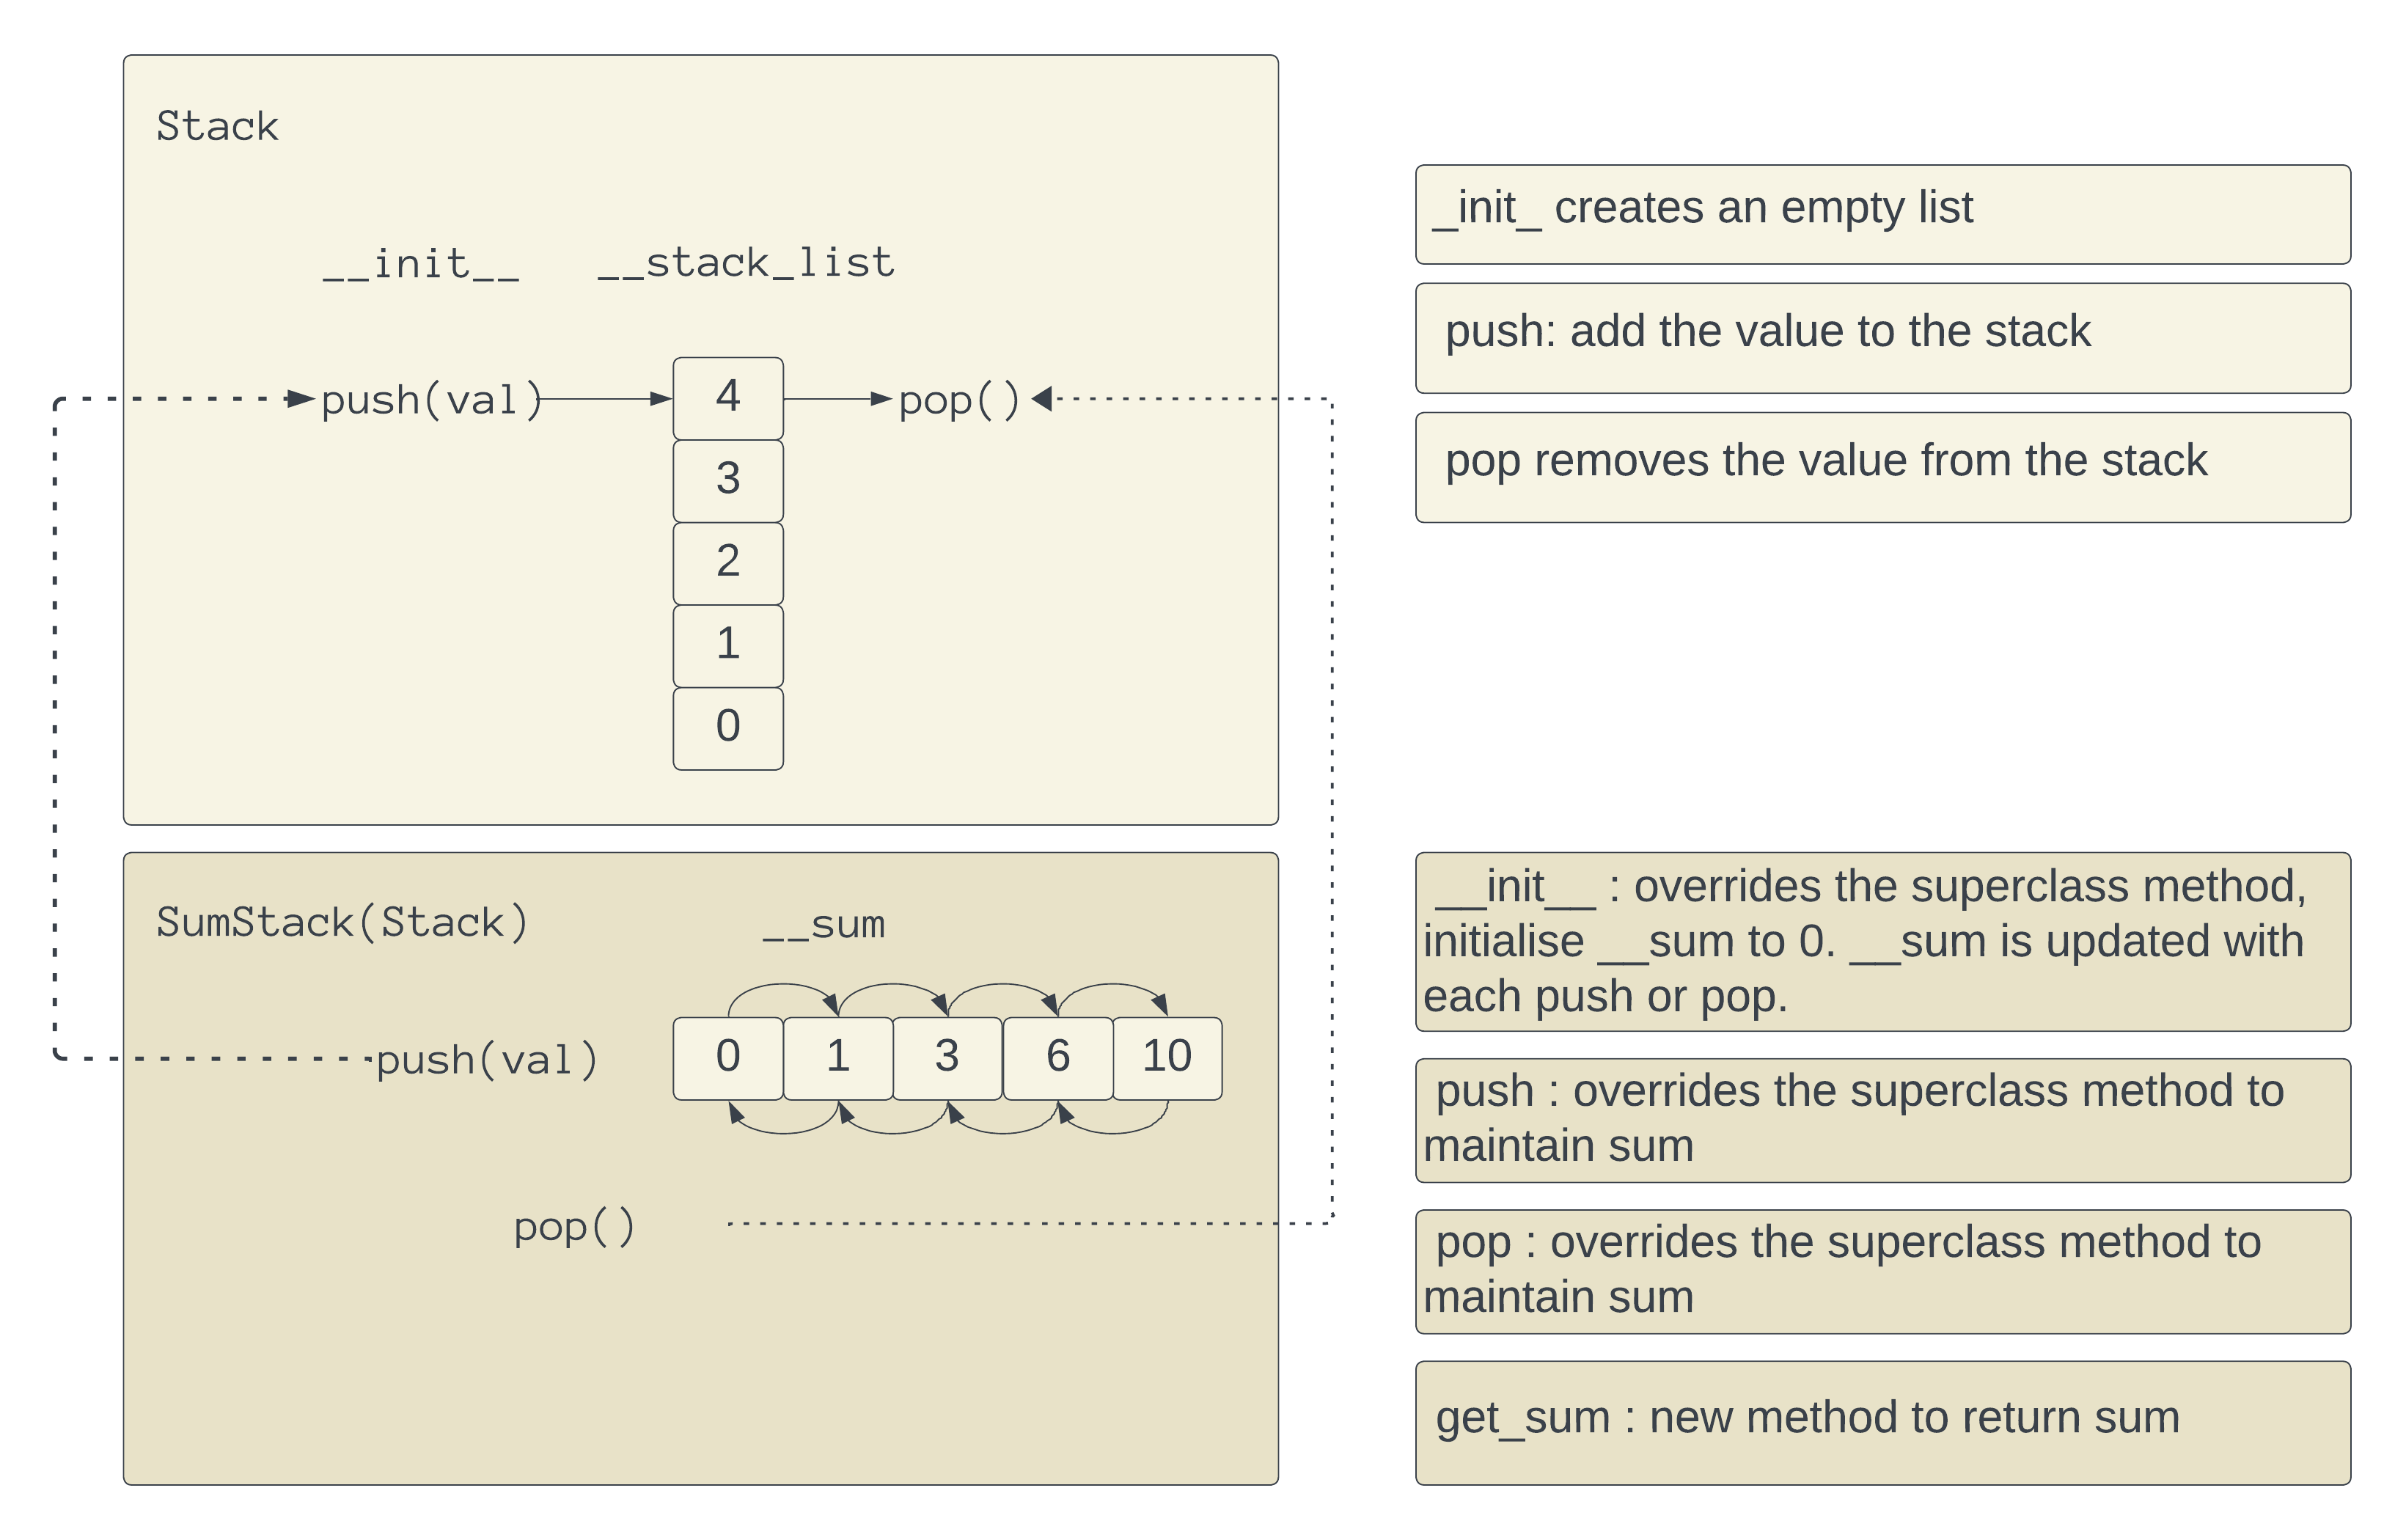 Stack
__init__ __stack_list
push(val) 4 pop()
3
2
1
0
_init_ creates an empty list
push: add the value to the stack
pop removes the value from the stack
SumStack(Stack) __sum
push(val) 0 1 3 6 10
pop()
__init__ : overrides the superclass method,
initialise __sum to 0. __sum is updated with
each push or pop.
push : overrides the superclass method to
maintain sum
pop : overrides the superclass method to
maintain sum
get_sum : new method to return sum